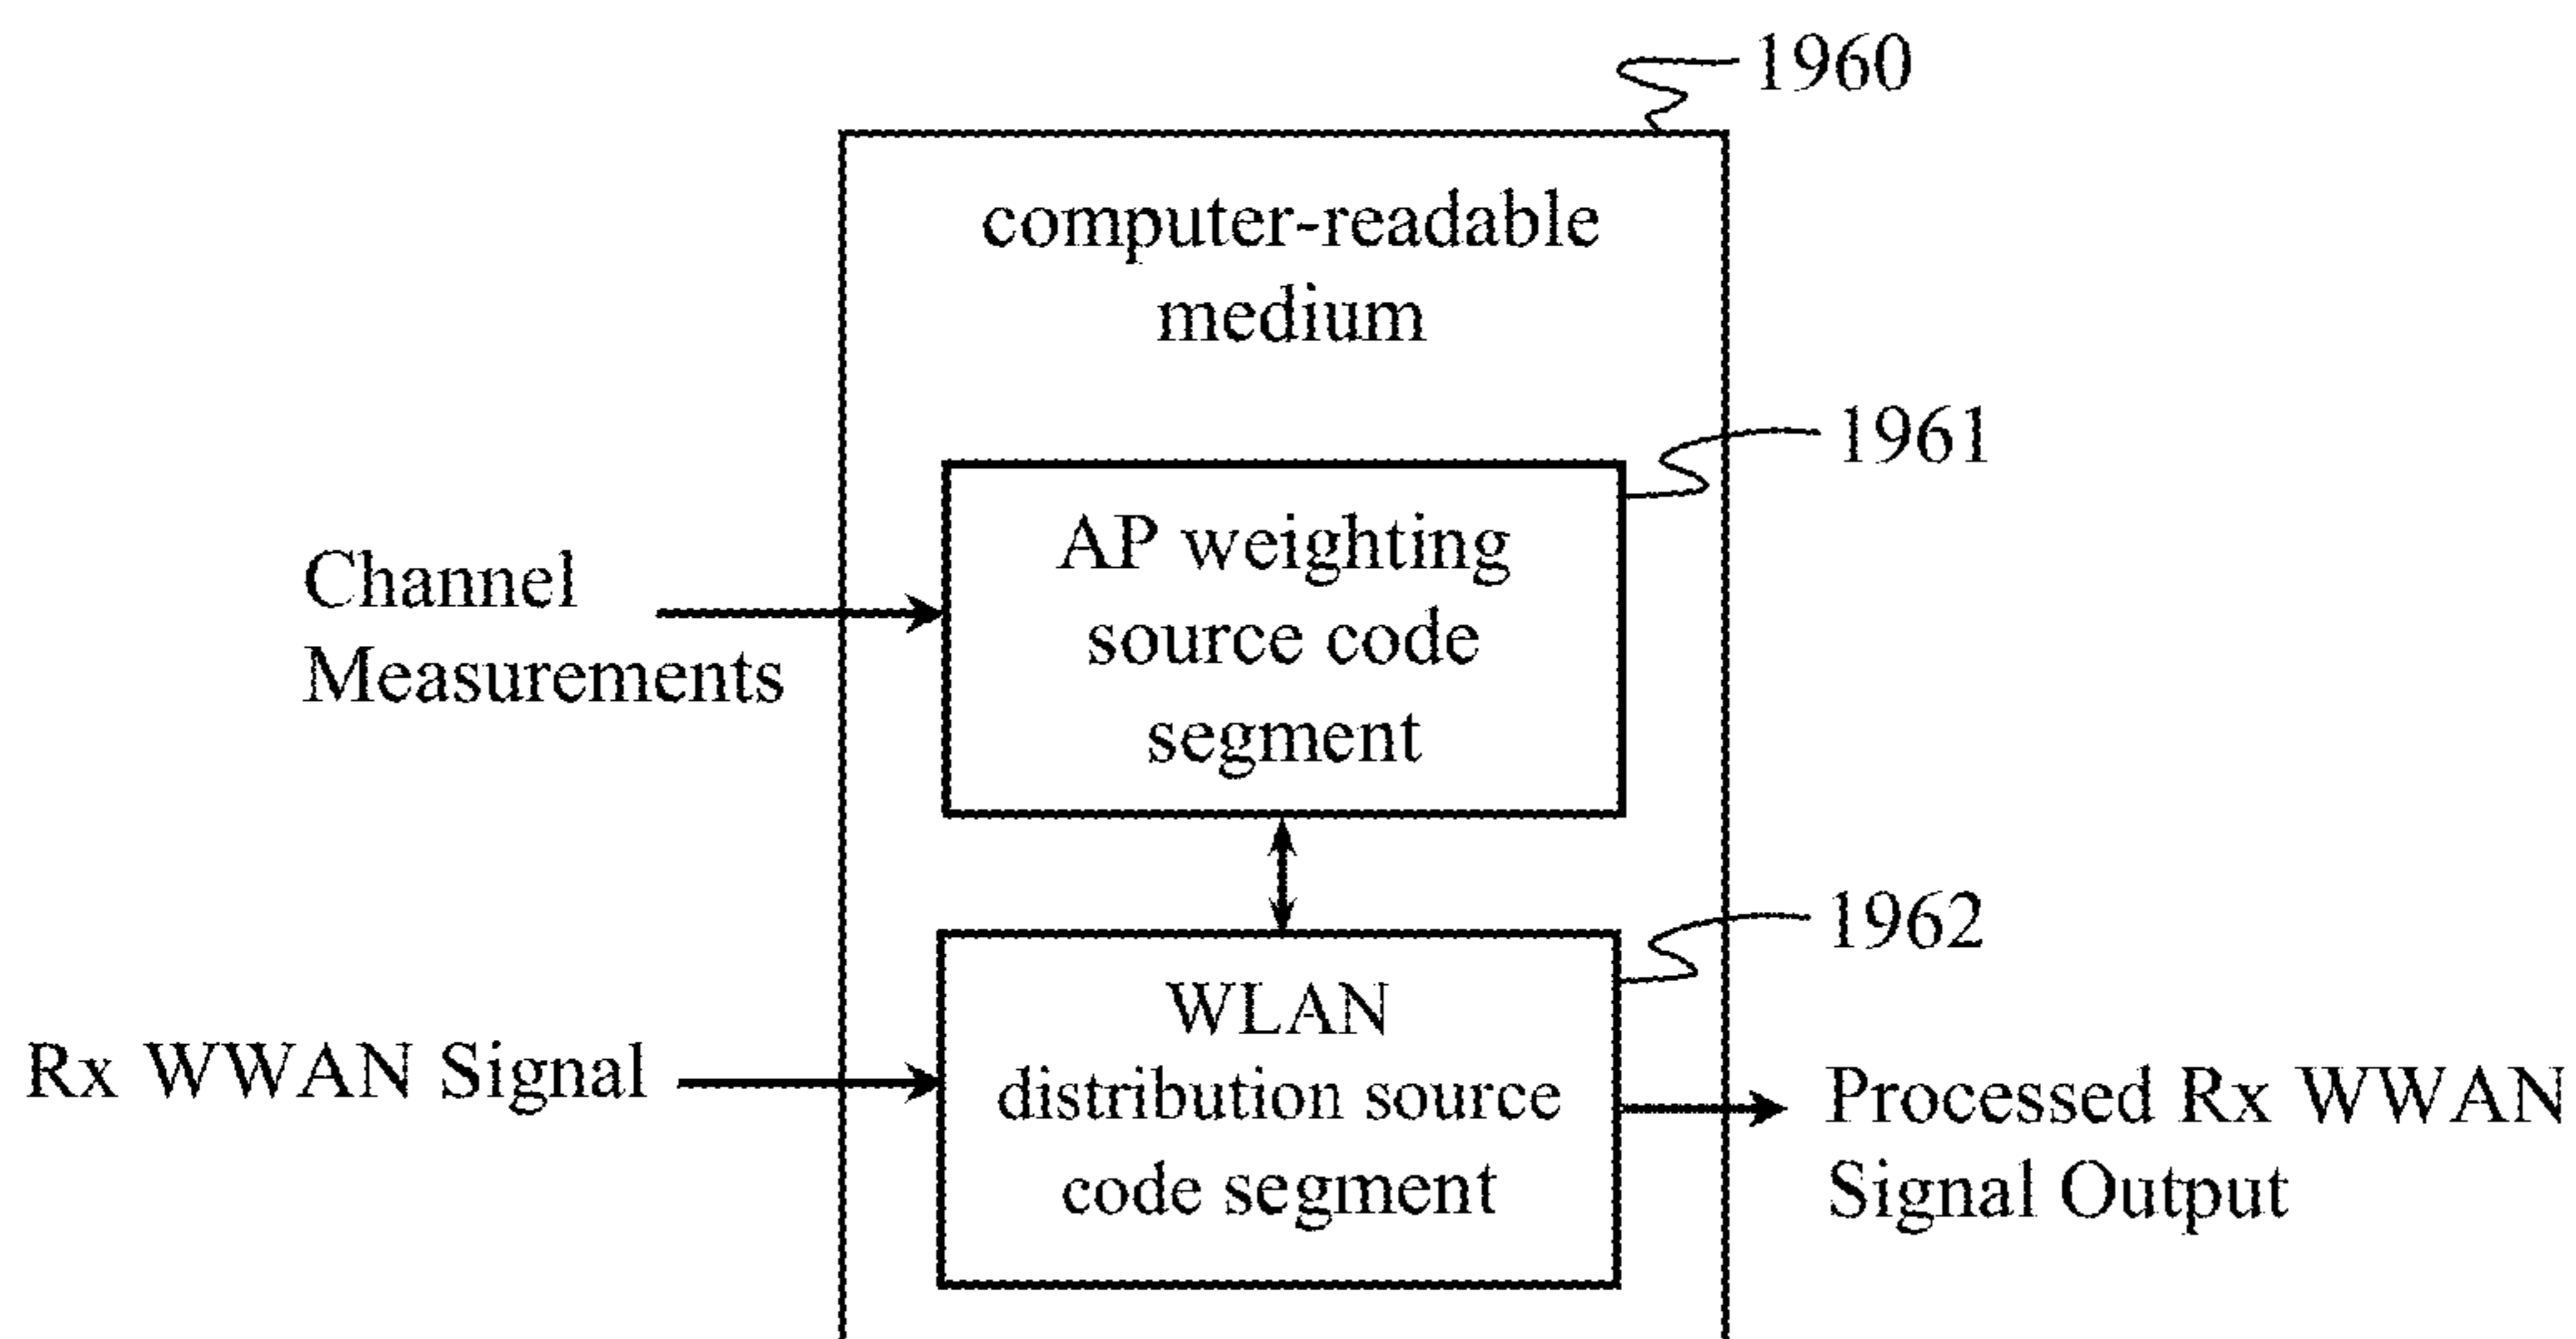 1960
computer-readable
medium
1961
AP weighting
source code
segment
Channel
Measurements
1962
WLAN
distribution source
code segment
Rx WWAN Signal
Processed Rx WWAN
Signal Output